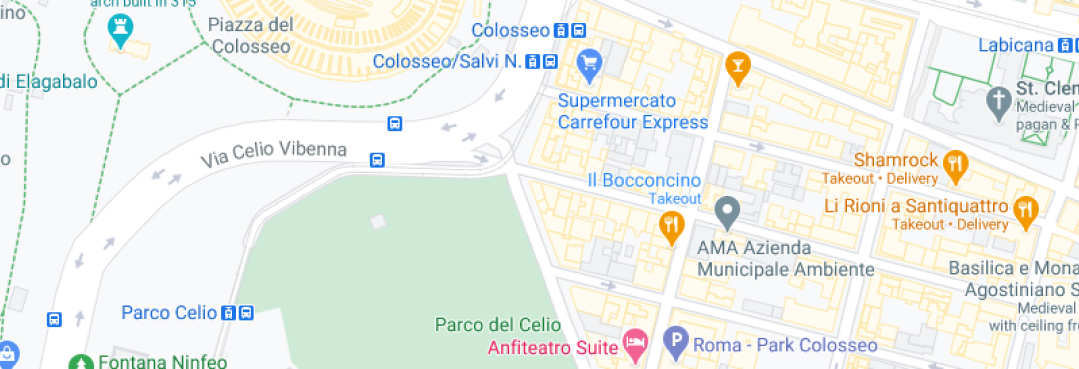 arch built in 315
ino
Piazza del
Colosseo
Colosseo
Colosseo/Salvi N.
Labicana
di Elagabalo
St. Clem
Medieval
pagan & R
Supermercato
Carrefour Express
Via Celio Vibenna
o
Shamrock
Takeout • Delivery
Il Bocconcino
Takeout
Li Rioni a Santiquattro
Takeout • Delivery
AMA Azienda
Municipale Ambiente
Basilica e Mona
Agostiniano S
Medieval
with ceiling fr
Parco Celio
Parco del Celio
Anfiteatro Suite
Roma - Park Colosseo
Fontana Ninfeo